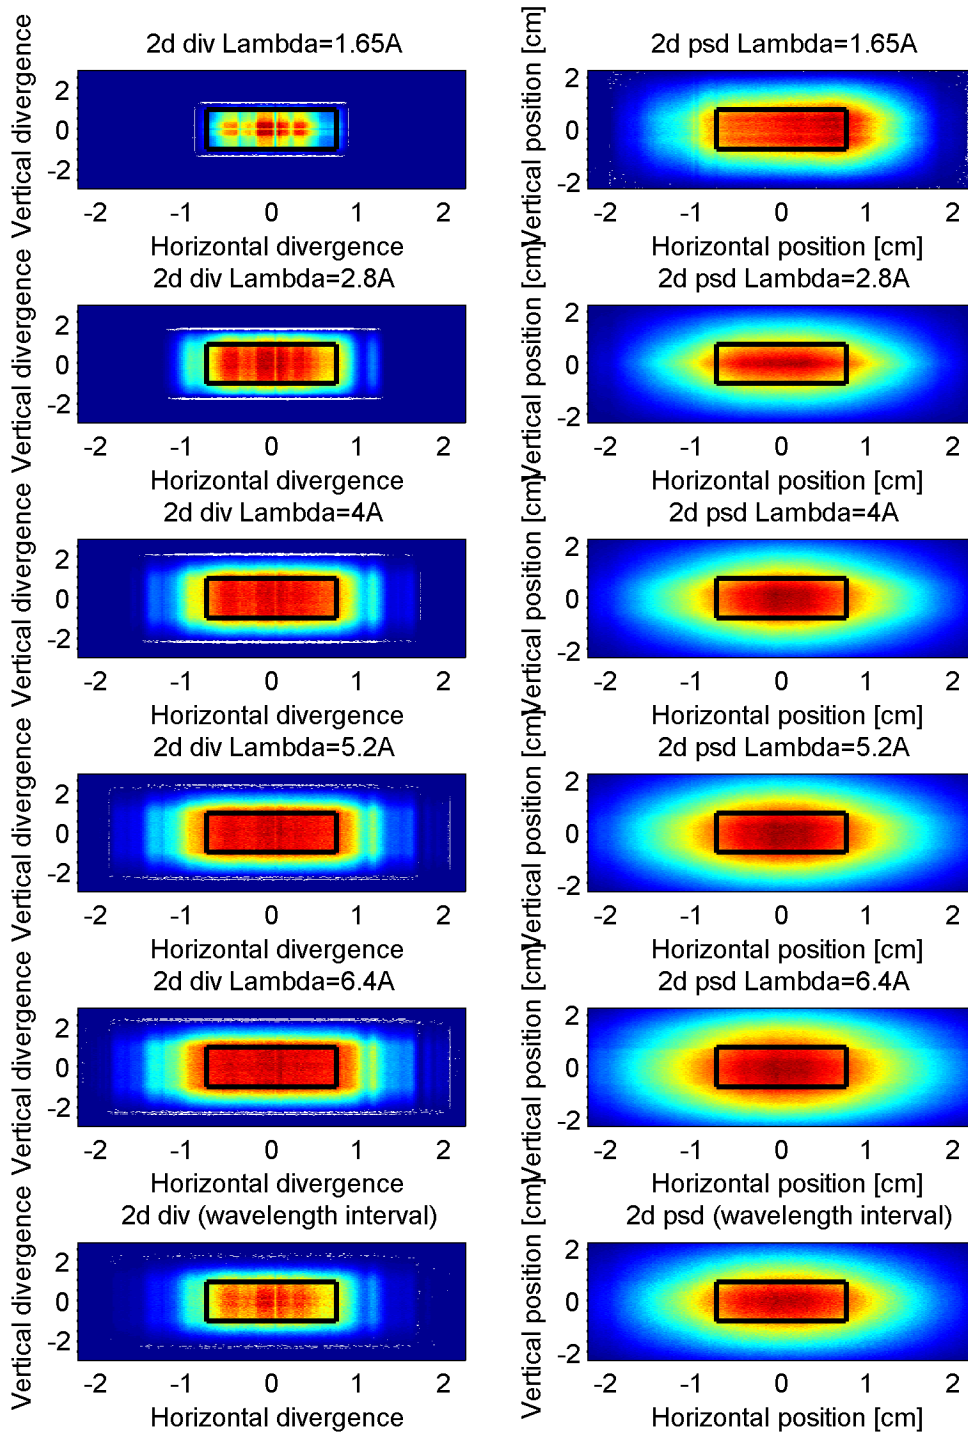 2d div Lambda=1.65A
Vertical divergence
2
0
-2
-2 -1 0 1 2
Horizontal divergence
2d psd Lambda=1.65A
Vertical position [cm]
2
0
-2
-2 -1 0 1 2
Horizontal position [cm]
2d div Lambda=2.8A
Vertical divergence
2
0
-2
-2 -1 0 1 2
Horizontal divergence
2d psd Lambda=2.8A
Vertical position [cm]
2
0
-2
-2 -1 0 1 2
Horizontal position [cm]
2d div Lambda=4A
Vertical divergence
2
0
-2
-2 -1 0 1 2
Horizontal divergence
2d psd Lambda=4A
Vertical position [cm]
2
0
-2
-2 -1 0 1 2
Horizontal position [cm]
2d div Lambda=5.2A
Vertical divergence
2
0
-2
-2 -1 0 1 2
Horizontal divergence
2d psd Lambda=5.2A
Vertical position [cm]
2
0
-2
-2 -1 0 1 2
Horizontal position [cm]
2d div Lambda=6.4A
Vertical divergence
2
0
-2
-2 -1 0 1 2
Horizontal divergence
2d psd Lambda=6.4A
Vertical position [cm]
2
0
-2
-2 -1 0 1 2
Horizontal position [cm]
2d div (wavelength interval)
Vertical divergence
2
0
-2
-2 -1 0 1 2
Horizontal divergence
2d psd (wavelength interval)
Vertical position [cm]
2
0
-2
-2 -1 0 1 2
Horizontal position [cm]